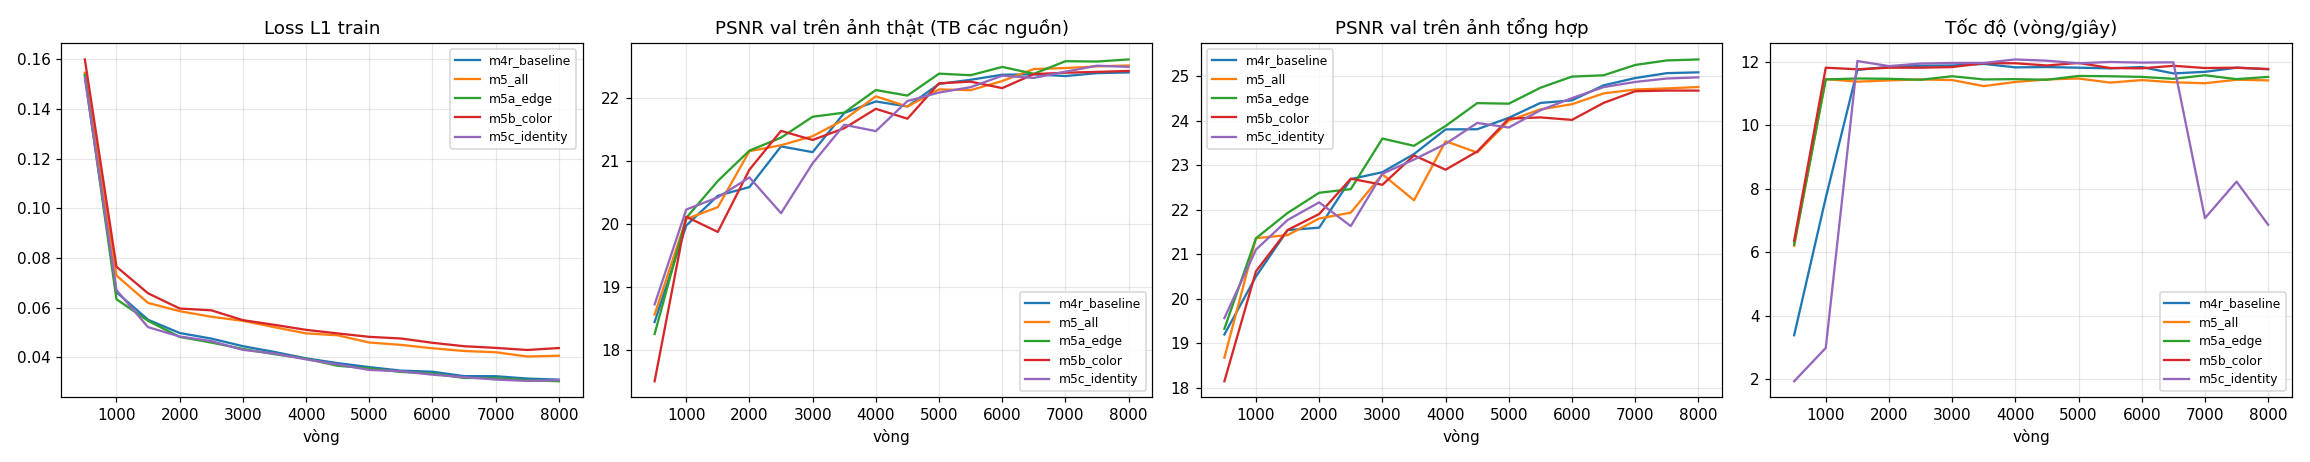 Loss L1 train
0.16
0.14
0.12
0.10
0.08
0.06
0.04
1000 2000 3000 4000 5000 6000 7000 8000
vòng
m4r_baseline
m5_all
m5a_edge
m5b_color
m5c_identity
PSNR val trên ảnh thật (TB các nguồn)
22
21
20
19
18
1000 2000 3000 4000 5000 6000 7000 8000
vòng
m4r_baseline
m5_all
m5a_edge
m5b_color
m5c_identity
PSNR val trên ảnh tổng hợp
25
24
23
22
21
20
19
18
1000 2000 3000 4000 5000 6000 7000 8000
vòng
m4r_baseline
m5_all
m5a_edge
m5b_color
m5c_identity
Tốc độ (vòng/giây)
12
10
8
6
4
2
1000 2000 3000 4000 5000 6000 7000 8000
vòng
m4r_baseline
m5_all
m5a_edge
m5b_color
m5c_identity